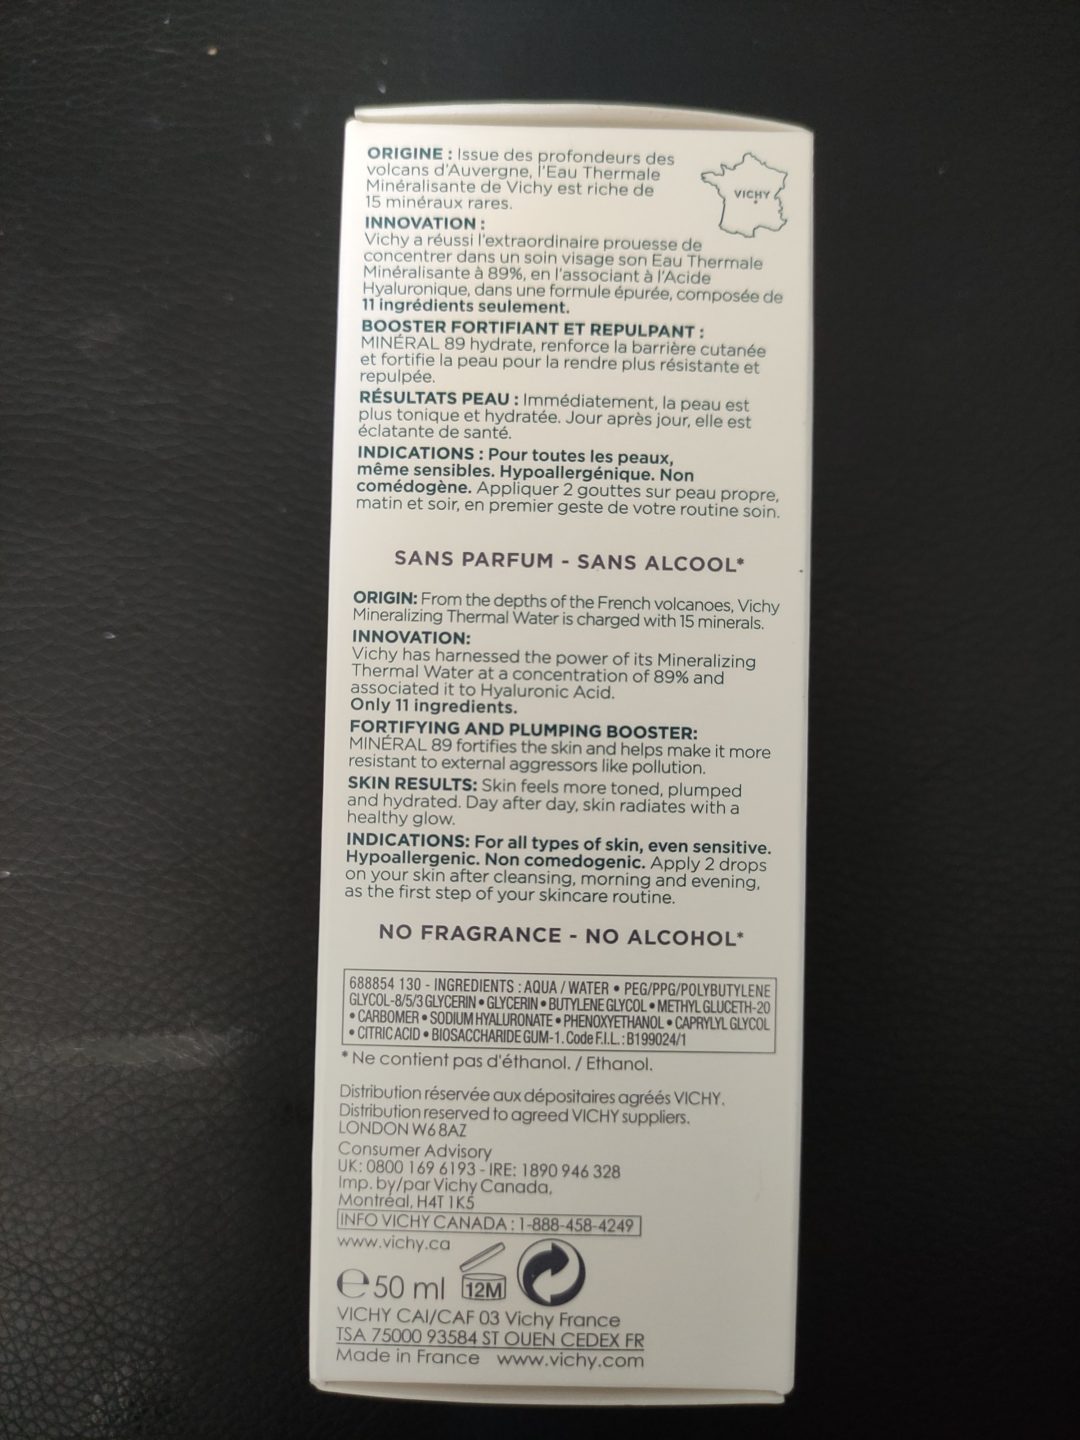 ORIGINE : Issue des profondeurs des
volcans d'Auvergne, l'Eau Thermale
Minéralisante de Vichy est riche de
15 minéraux rares.
VICHY
INNOVATION :
Vichy a réussi l'extraordinaire prouesse de
concentrer dans un soin visage son Eau Thermale
Minéralisante à 89%, en l'associant à l'Acide
Hyaluronique, dans une formule épurée, composée de
11 ingrédients seulement.
BOOSTER FORTIFIANT ET REPULPANT :
MINÉRAL 89 hydrate, renforce la barrière cutanée
et fortifie la peau pour la rendre plus résistante et
repulpée.
RÉSULTATS PEAU : Immédiatement, la peau est
plus tonique et hydratée. Jour après jour, elle est
éclatante de santé.
INDICATIONS : Pour toutes les peaux,
même sensibles. Hypoallergénique. Non
comédogène. Appliquer 2 gouttes sur peau propre,
matin et soir, en premier geste de votre routine soin.
SANS PARFUM - SANS ALCOOL*
ORIGIN: From the depths of the French volcanoes, Vichy
Mineralizing Thermal Water is charged with 15 minerals.
INNOVATION:
Vichy has harnessed the power of its Mineralizing
Thermal Water at a concentration of 89% and
associated it to Hyaluronic Acid.
Only 11 ingredients.
FORTIFYING AND PLUMPING BOOSTER:
MINÉRAL 89 fortifies the skin and helps make it more
resistant to external aggressors like pollution.
SKIN RESULTS: Skin feels more toned, plumped
and hydrated. Day after day, skin radiates with a
healthy glow.
INDICATIONS: For all types of skin, even sensitive.
Hypoallergenic. Non comedogenic. Apply 2 drops
on your skin after cleansing, morning and evening,
as the first step of your skincare routine.
NO FRAGRANCE - NO ALCOHOL*
688854 130 - INGREDIENTS : AQUA / WATER • PEG/PPG/POLYBUTYLENE
GLYCOL-8/5/3 GLYCERIN • GLYCERIN • BUTYLENE GLYCOL • METHYL GLUCETH-20
• CARBOMER • SODIUM HYALURONATE • PHENOXYETHANOL • CAPRYLYL GLYCOL
• CITRIC ACID • BIOSACCHARIDE GUM-1. Code F.I.L. : B199024/1
* Ne contient pas d'éthanol. / Ethanol.
Distribution réservée aux dépositaires agréés VICHY.
Distribution reserved to agreed VICHY suppliers.
LONDON W6 8AZ
Consumer Advisory
UK: 0800 169 6193 - IRE: 1890 946 328
Imp. by/par Vichy Canada,
Montréal, H4T 1K5
INFO VICHY CANADA : 1-888-458-4249
www.vichy.ca
℮ 50 ml 12M
VICHY CAI/CAF 03 Vichy France
TSA 75000 93584 ST OUEN CEDEX FR
Made in France www.vichy.com